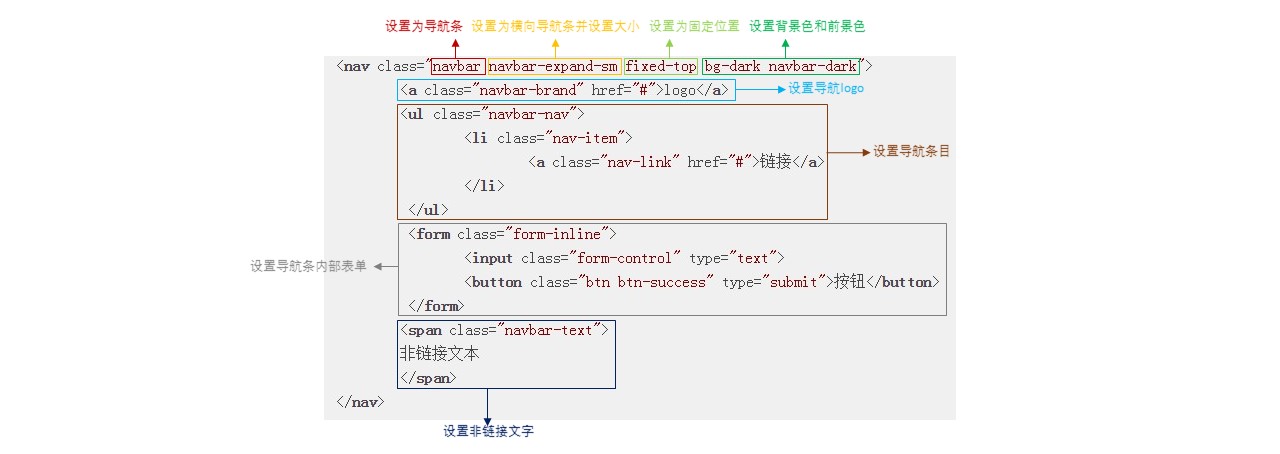 设置为导航条 设置为横向导航条并设置大小 设置为固定位置 设置背景色和前景色
<nav class="navbar navbar-expand-sm fixed-top bg-dark navbar-dark">
<a class="navbar-brand" href="#">logo</a> 设置导航logo
<ul class="navbar-nav">
<li class="nav-item">
<a class="nav-link" href="#">链接</a> 设置导航条目
</li>
</ul>
<form class="form-inline">
<input class="form-control" type="text">
设置导航条内部表单
<button class="btn btn-success" type="submit">按钮</button>
</form>
<span class="navbar-text">
非链接文本
</span>
</nav>
设置非链接文字